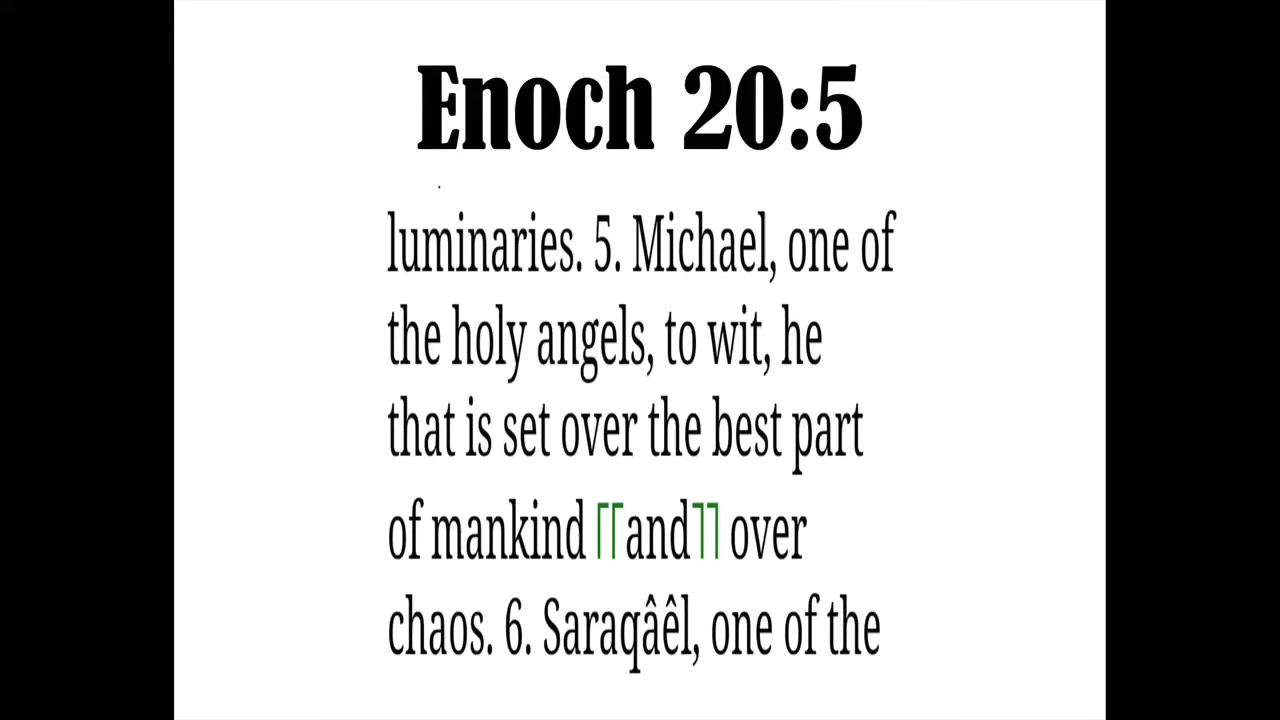 Enoch 20:5
luminaries. 5. Michael, one of
the holy angels, to wit, he
that is set over the best part
of mankind ⌈⌈and⌉⌉ over
chaos. 6. Saraqâêl, one of the